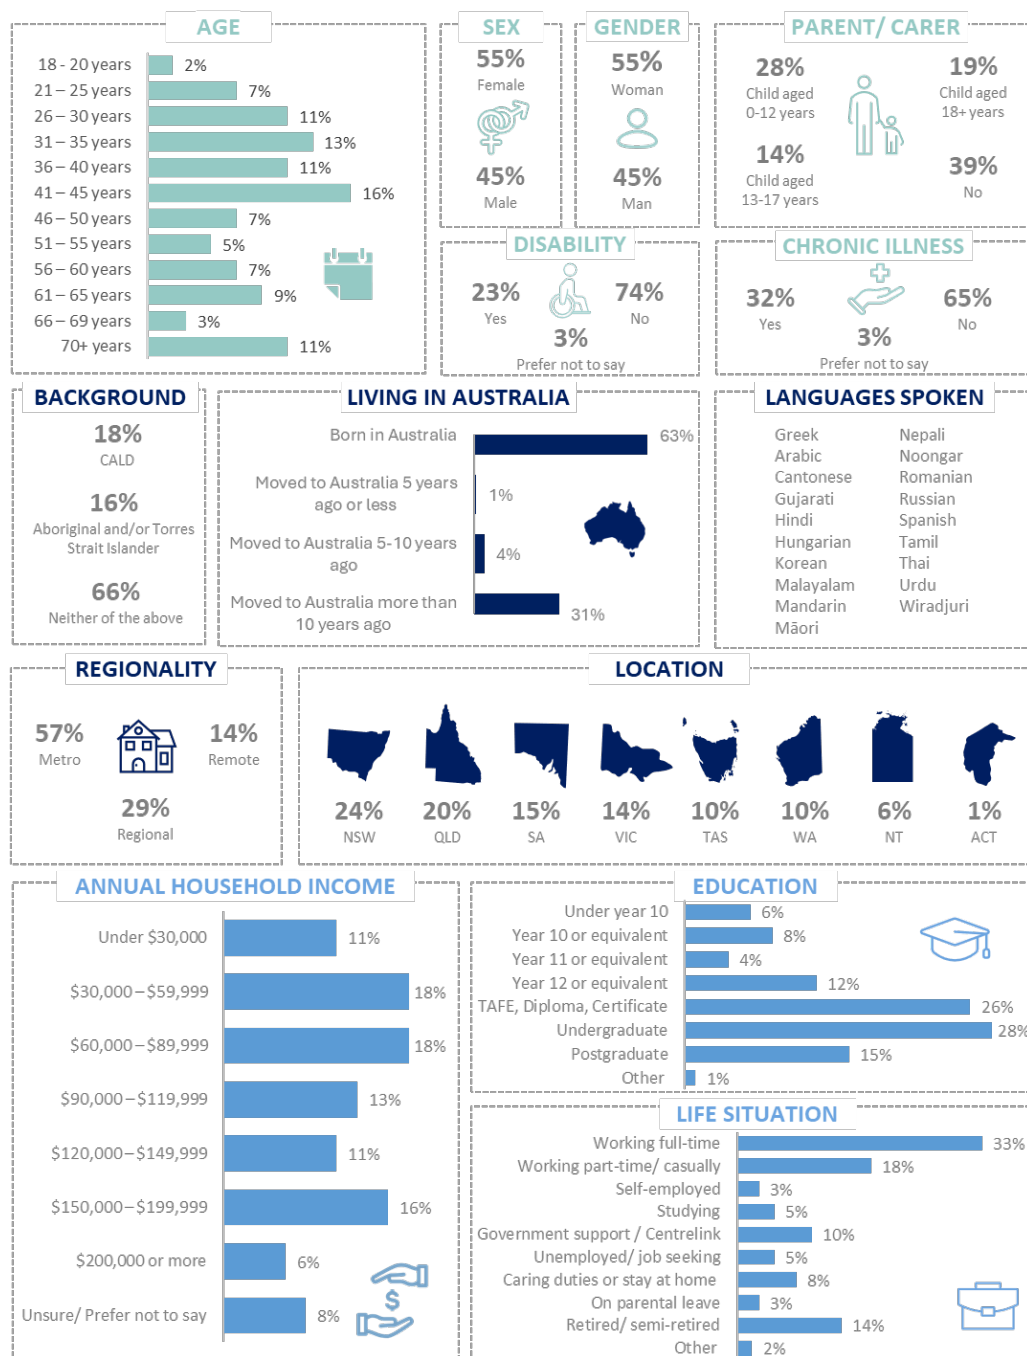 AGE
18 - 20 years 2%
21 – 25 years 7%
26 – 30 years 11%
31 – 35 years 13%
36 – 40 years 11%
41 – 45 years 16%
46 – 50 years 7%
51 – 55 years 5%
56 – 60 years 7%
61 – 65 years 9%
66 – 69 years 3%
70+ years 11%
SEX
55%
Female
45%
Male
GENDER
55%
Woman
45%
Man
PARENT/ CARER
28%
Child aged
0-12 years
19%
Child aged
18+ years
14%
Child aged
13-17 years
39%
No
DISABILITY
23%
Yes
74%
No
3%
Prefer not to say
CHRONIC ILLNESS
32%
Yes
65%
No
3%
Prefer not to say
BACKGROUND
18%
CALD
16%
Aboriginal and/or Torres
Strait Islander
66%
Neither of the above
LIVING IN AUSTRALIA
Born in Australia 63%
Moved to Australia 5 years
ago or less 1%
Moved to Australia 5-10 years
ago 4%
Moved to Australia more than
10 years ago 31%
LANGUAGES SPOKEN
Greek
Arabic
Cantonese
Gujarati
Hindi
Hungarian
Korean
Malayalam
Mandarin
Māori
Nepali
Noongar
Romanian
Russian
Spanish
Tamil
Thai
Urdu
Wiradjuri
REGIONALITY
57%
Metro
14%
Remote
29%
Regional
LOCATION
24% 20% 15% 14% 10% 10% 6% 1%
NSW QLD SA VIC TAS WA NT ACT
ANNUAL HOUSEHOLD INCOME
Under $30,000 11%
$30,000 – $59,999 18%
$60,000 – $89,999 18%
$90,000 – $119,999 13%
$120,000 – $149,999 11%
$150,000 – $199,999 16%
$200,000 or more 6%
Unsure/ Prefer not to say 8%
$
EDUCATION
Under year 10 6%
Year 10 or equivalent 8%
Year 11 or equivalent 4%
Year 12 or equivalent 12%
TAFE, Diploma, Certificate 26%
Undergraduate 28%
Postgraduate 15%
Other 1%
LIFE SITUATION
Working full-time 33%
Working part-time/ casually 18%
Self-employed 3%
Studying 5%
Government support / Centrelink 10%
Unemployed/ job seeking 5%
Caring duties or stay at home 8%
On parental leave 3%
Retired/ semi-retired 14%
Other 2%